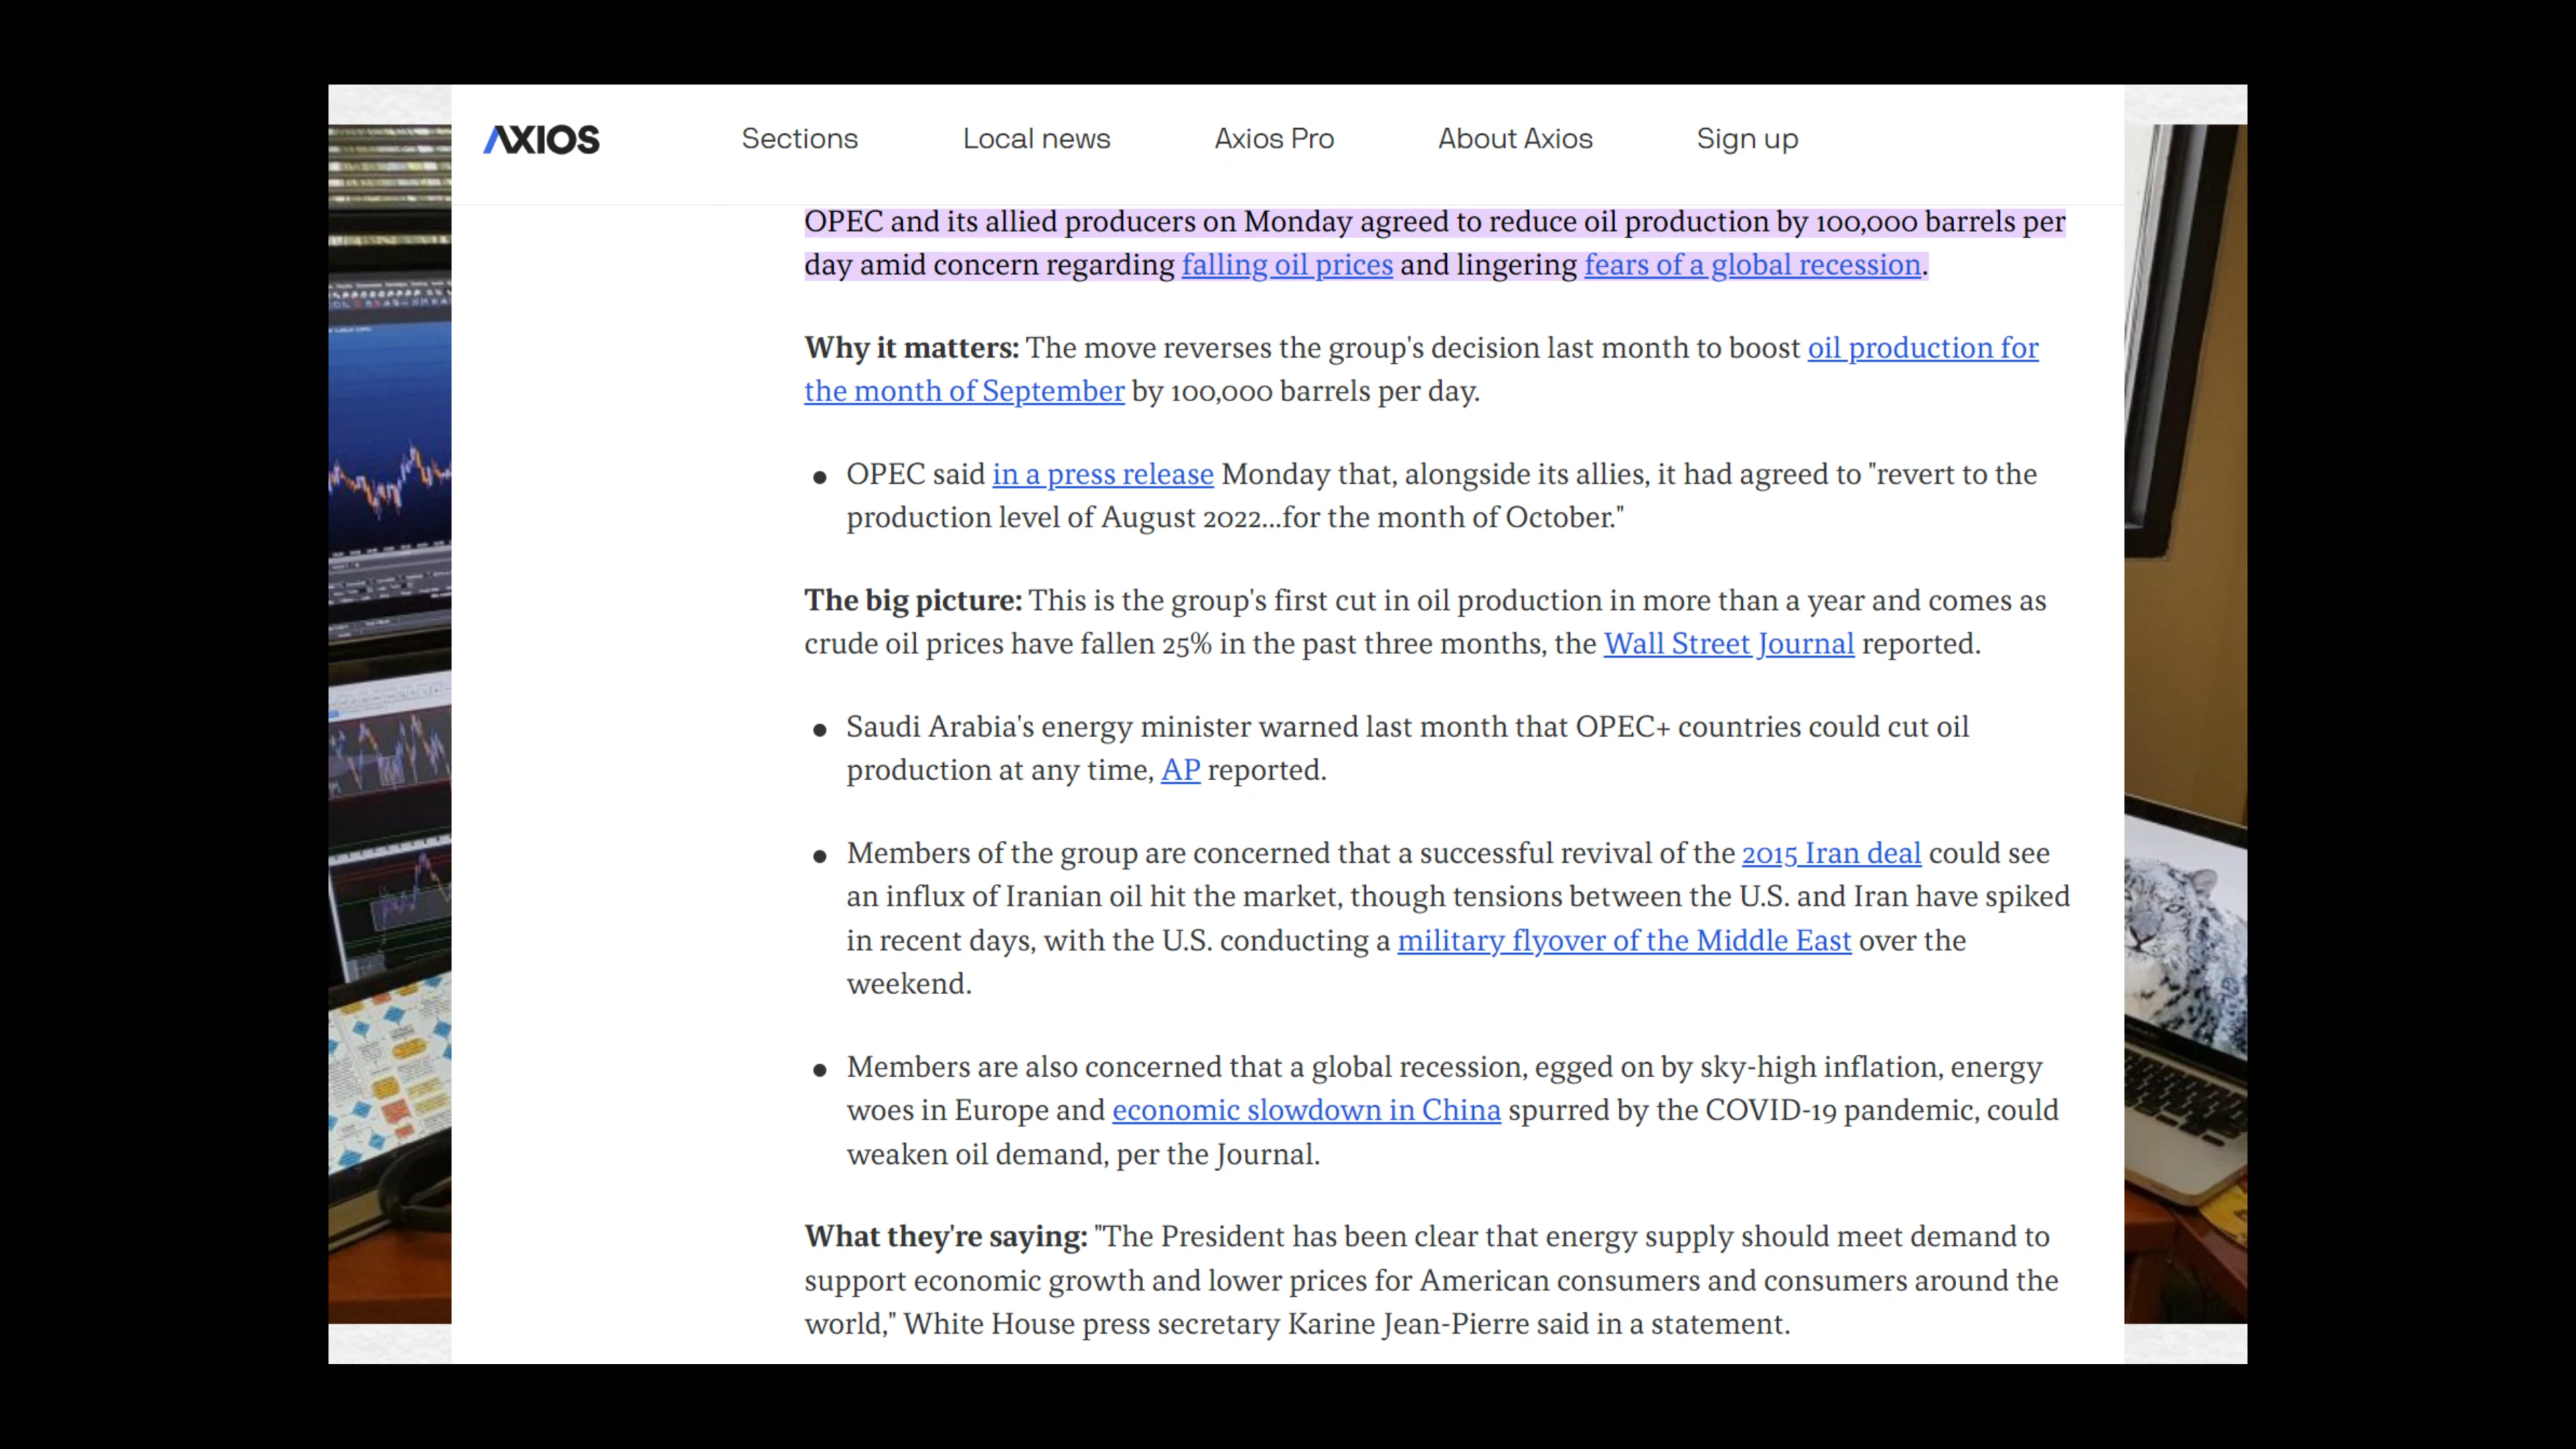 AXIOS
Sections
Local news
Axios Pro
About Axios
Sign up
OPEC and its allied producers on Monday agreed to reduce oil production by 100,000 barrels per
day amid concern regarding falling oil prices and lingering fears of a global recession.
Why it matters: The move reverses the group's decision last month to boost oil production for
the month of September by 100,000 barrels per day.
• OPEC said in a press release Monday that, alongside its allies, it had agreed to "revert to the
production level of August 2022...for the month of October."
The big picture: This is the group's first cut in oil production in more than a year and comes as
crude oil prices have fallen 25% in the past three months, the Wall Street Journal reported.
• Saudi Arabia's energy minister warned last month that OPEC+ countries could cut oil
production at any time, AP reported.
• Members of the group are concerned that a successful revival of the 2015 Iran deal could see
an influx of Iranian oil hit the market, though tensions between the U.S. and Iran have spiked
in recent days, with the U.S. conducting a military flyover of the Middle East over the
weekend.
• Members are also concerned that a global recession, egged on by sky-high inflation, energy
woes in Europe and economic slowdown in China spurred by the COVID-19 pandemic, could
weaken oil demand, per the Journal.
What they're saying: "The President has been clear that energy supply should meet demand to
support economic growth and lower prices for American consumers and consumers around the
world," White House press secretary Karine Jean-Pierre said in a statement.